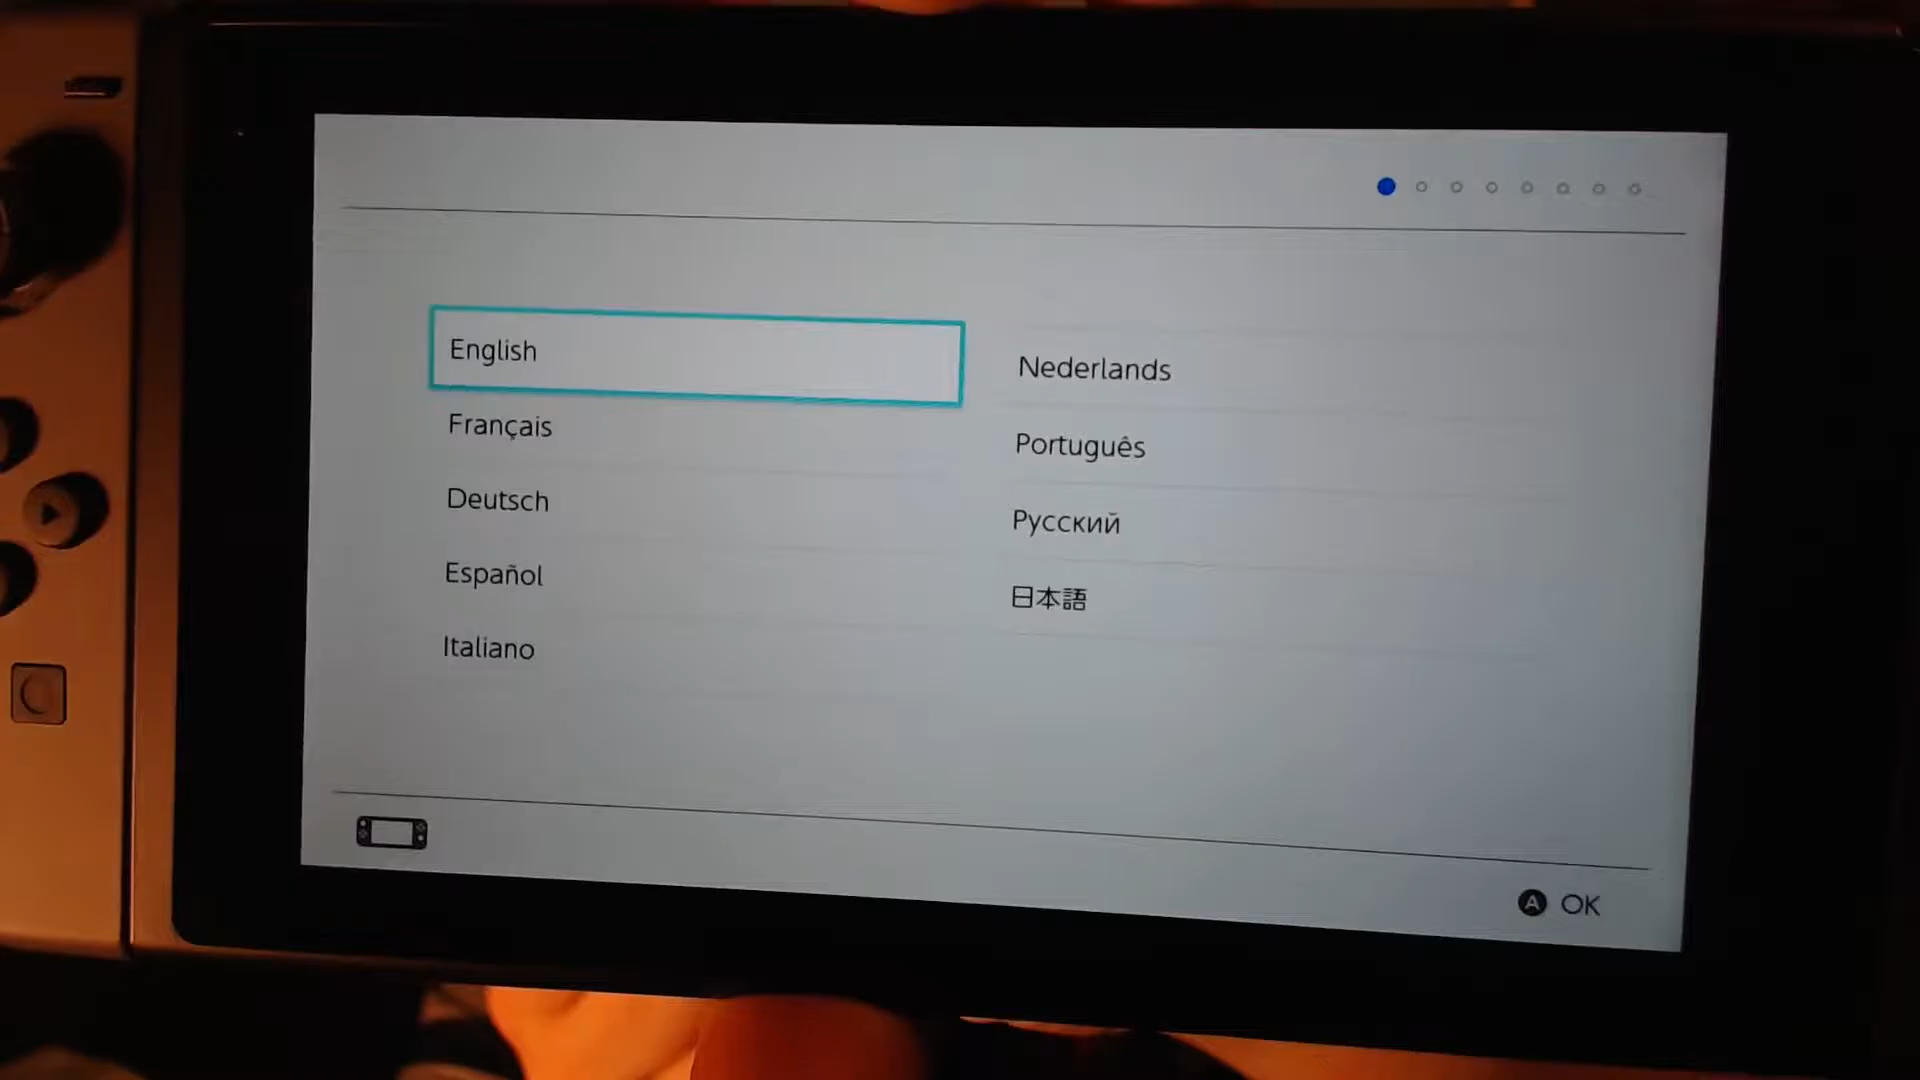 English
Français
Deutsch
Español
Italiano
Nederlands
Português
Русский
日本語
A OK